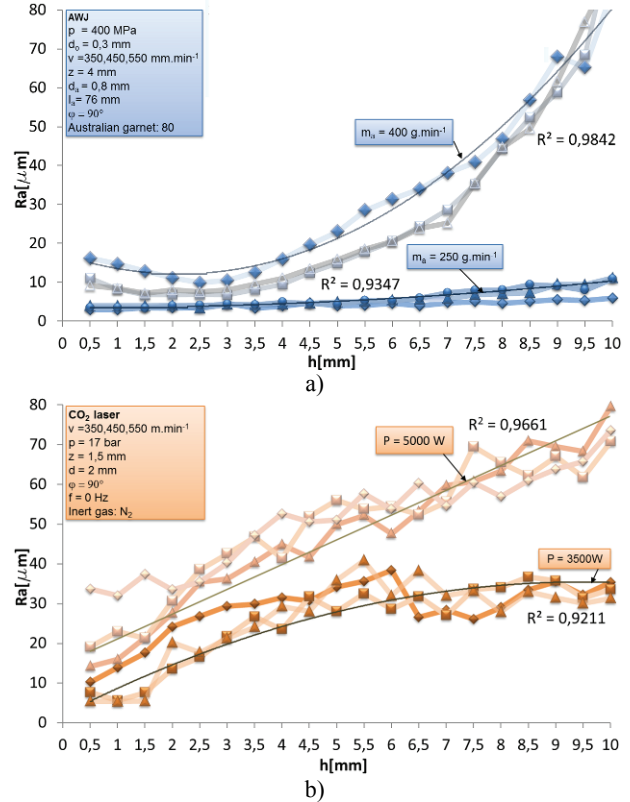 AWJ
p = 400 MPa
d₀ = 0,3 mm
v =350,450,550 mm.min⁻¹
z = 4 mm
dₐ = 0,8 mm
lₐ= 76 mm
φ = 90°
Australian garnet: 80
Ra[μm]
80
70
60
50
40
30
20
10
0
mₐ = 400 g.min⁻¹
R² = 0,9842
mₐ = 250 g.min⁻¹
R² = 0,9347
0 0,5 1 1,5 2 2,5 3 3,5 4 4,5 5 5,5 6 6,5 7 7,5 8 8,5 9 9,5 10
h[mm]
a)
CO₂ laser
v=350,450,550 m.min⁻¹
p = 17 bar
z = 1,5 mm
d = 2 mm
φ = 90°
f = 0 Hz
Inert gas: N₂
Ra[μm]
80
70
60
50
40
30
20
10
0
R² = 0,9661
P = 5000 W
P = 3500W
R² = 0,9211
0 0,5 1 1,5 2 2,5 3 3,5 4 4,5 5 5,5 6 6,5 7 7,5 8 8,5 9 9,5 10
h[mm]
b)